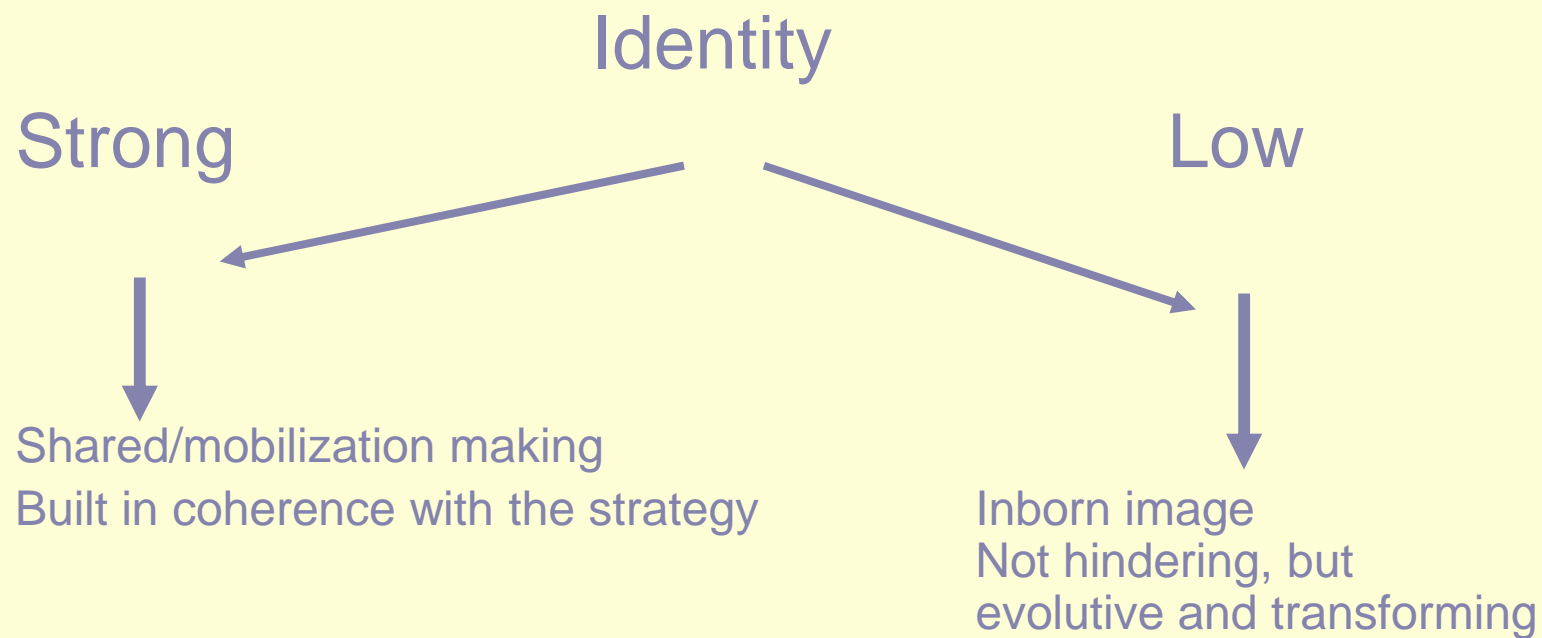 Identity
Strong
Low
Shared/mobilization making
Built in coherence with the strategy
Inborn image
Not hindering, but
evolutive and transforming